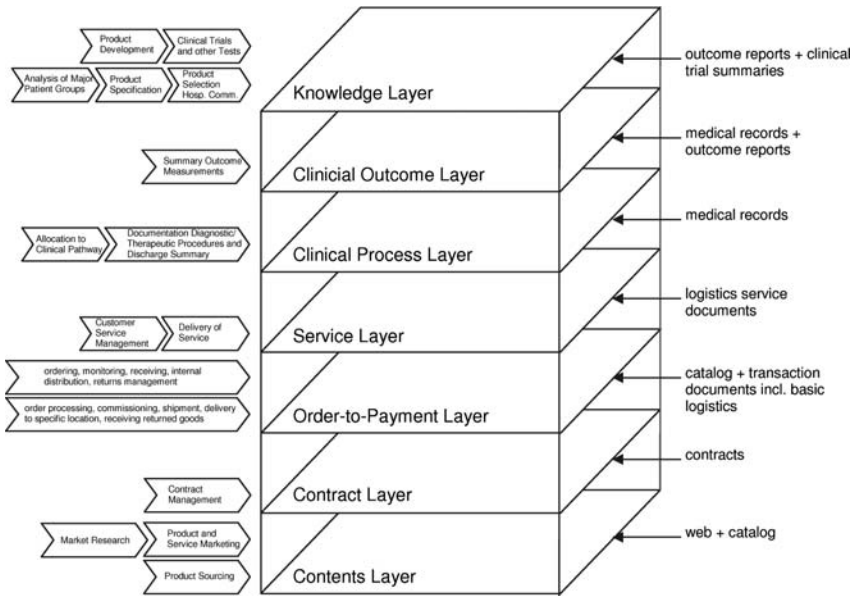 Product
Development
Clinical Trials
and other Tests
Analysis of Major
Patient Groups
Product
Specification
Product
Selection
Hosp. Comm.
Knowledge Layer
outcome reports + clinical
trial summaries
Summary Outcome
Measurements
Clinicial Outcome Layer
medical records +
outcome reports
Allocation to
Clinical Pathway
Documentation Diagnostic/
Therapeutic Procedures and
Discharge Summary
Clinical Process Layer
medical records
Customer
Service
Management
Delivery of
Service
Service Layer
logistics service
documents
ordering, monitoring, receiving, internal
distribution, returns management
order processing, commissioning, shipment, delivery
to specific location, receiving returned goods
Order-to-Payment Layer
catalog + transaction
documents incl. basic
logistics
Contract
Management
Contract Layer
contracts
Market Research
Product and
Service Marketing
Product Sourcing
Contents Layer
web + catalog